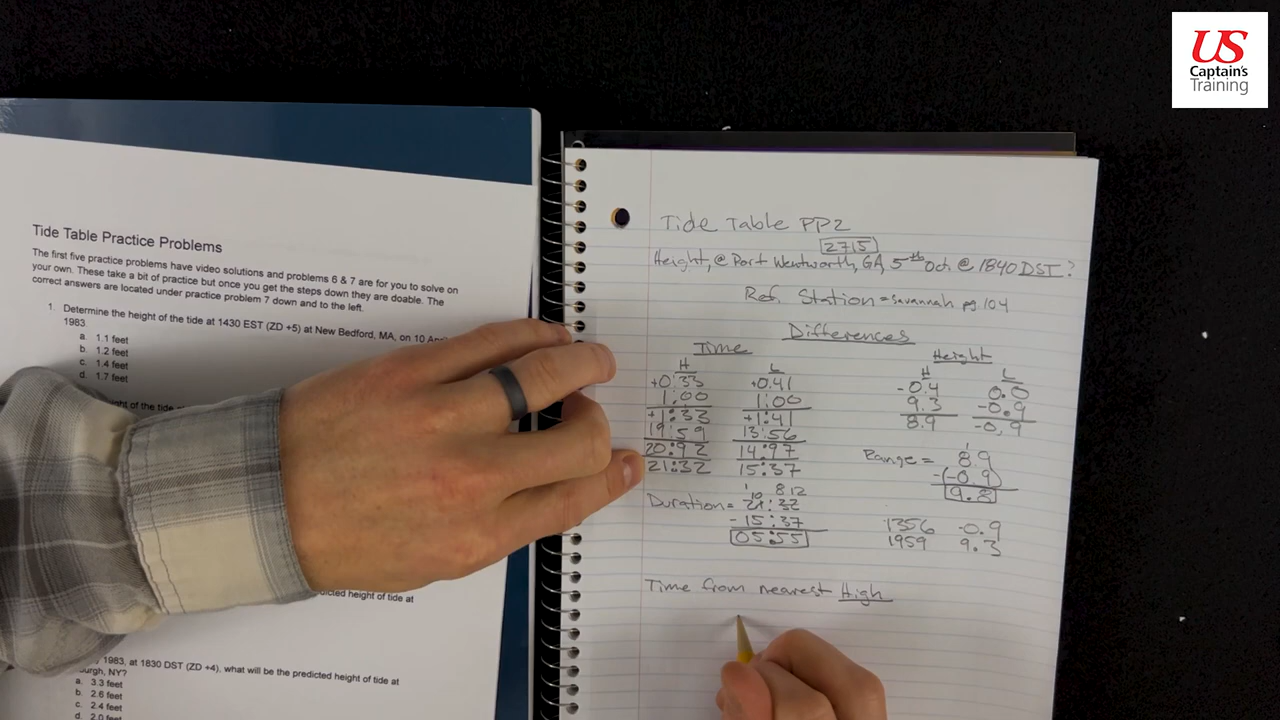 US
Captain's
Training
Tide Table Practice Problems
The first five practice problems have video solutions and problems 6 & 7 are for you to solve on
your own. These take a bit of practice but once you get the steps down they are doable. The
correct answers are located under practice problem 7 down and to the left.
1. Determine the height of the tide at 1430 EST (ZD +5) at New Bedford, MA, on 10
1983.
a. 1.1 feet
b. 1.2 feet
c. 1.4 feet
d. 1.7 feet
height of the tide at
1983, at 1830 DST (ZD +4), what will be the predicted height of tide at
NY?
a. 3.3 feet
b. 2.6 feet
c. 2.4 feet
d. 2.0 feet
Tide Table PP2
2715
Height, @ Port Wentworth, GA, 5th Oct. @ 1840 DST?
Ref. Station = Savannah pg 104
Differences
Time
H L
+0:33 +0:41
1:00 1:00
+1:33 +1:41
19:59 13:56
20:92 14:97
21:32 15:37
Height
H L
-0.4 0.0
9.3 -0.9
8.9 -0.9
Range = 8.9
-(-0.9)
9.8
Duration = 21:32
-15:37
05:55
1356 -0.9
1959 9.3
Time from nearest High